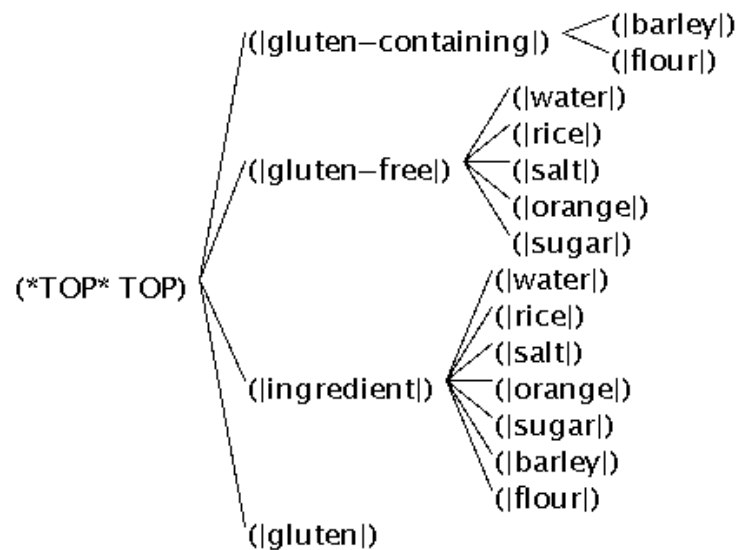 (|barley|)
(|gluten−containing|)
(|flour|)
(|water|)
(|rice|)
(|gluten−free|)
(|salt|)
(|orange|)
(|sugar|)
(*TOP* TOP)
(|water|)
(|rice|)
(|salt|)
(|ingredient|)
(|orange|)
(|sugar|)
(|barley|)
(|flour|)
(|gluten|)